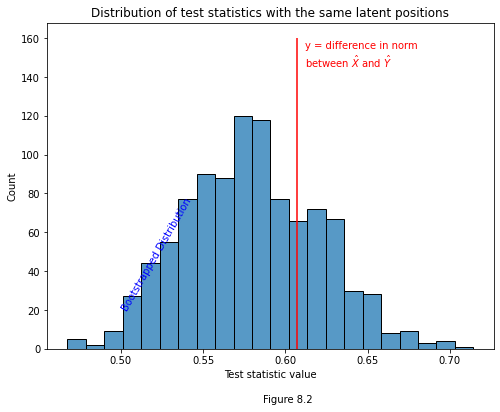 Distribution of test statistics with the same latent positions
160
140
120
100
80
60
40
20
0
Count
y = difference in norm
between X̂ and Ŷ
Bootstrapped Distribution
0.50 0.55 0.60 0.65 0.70
Test statistic value
Figure 8.2